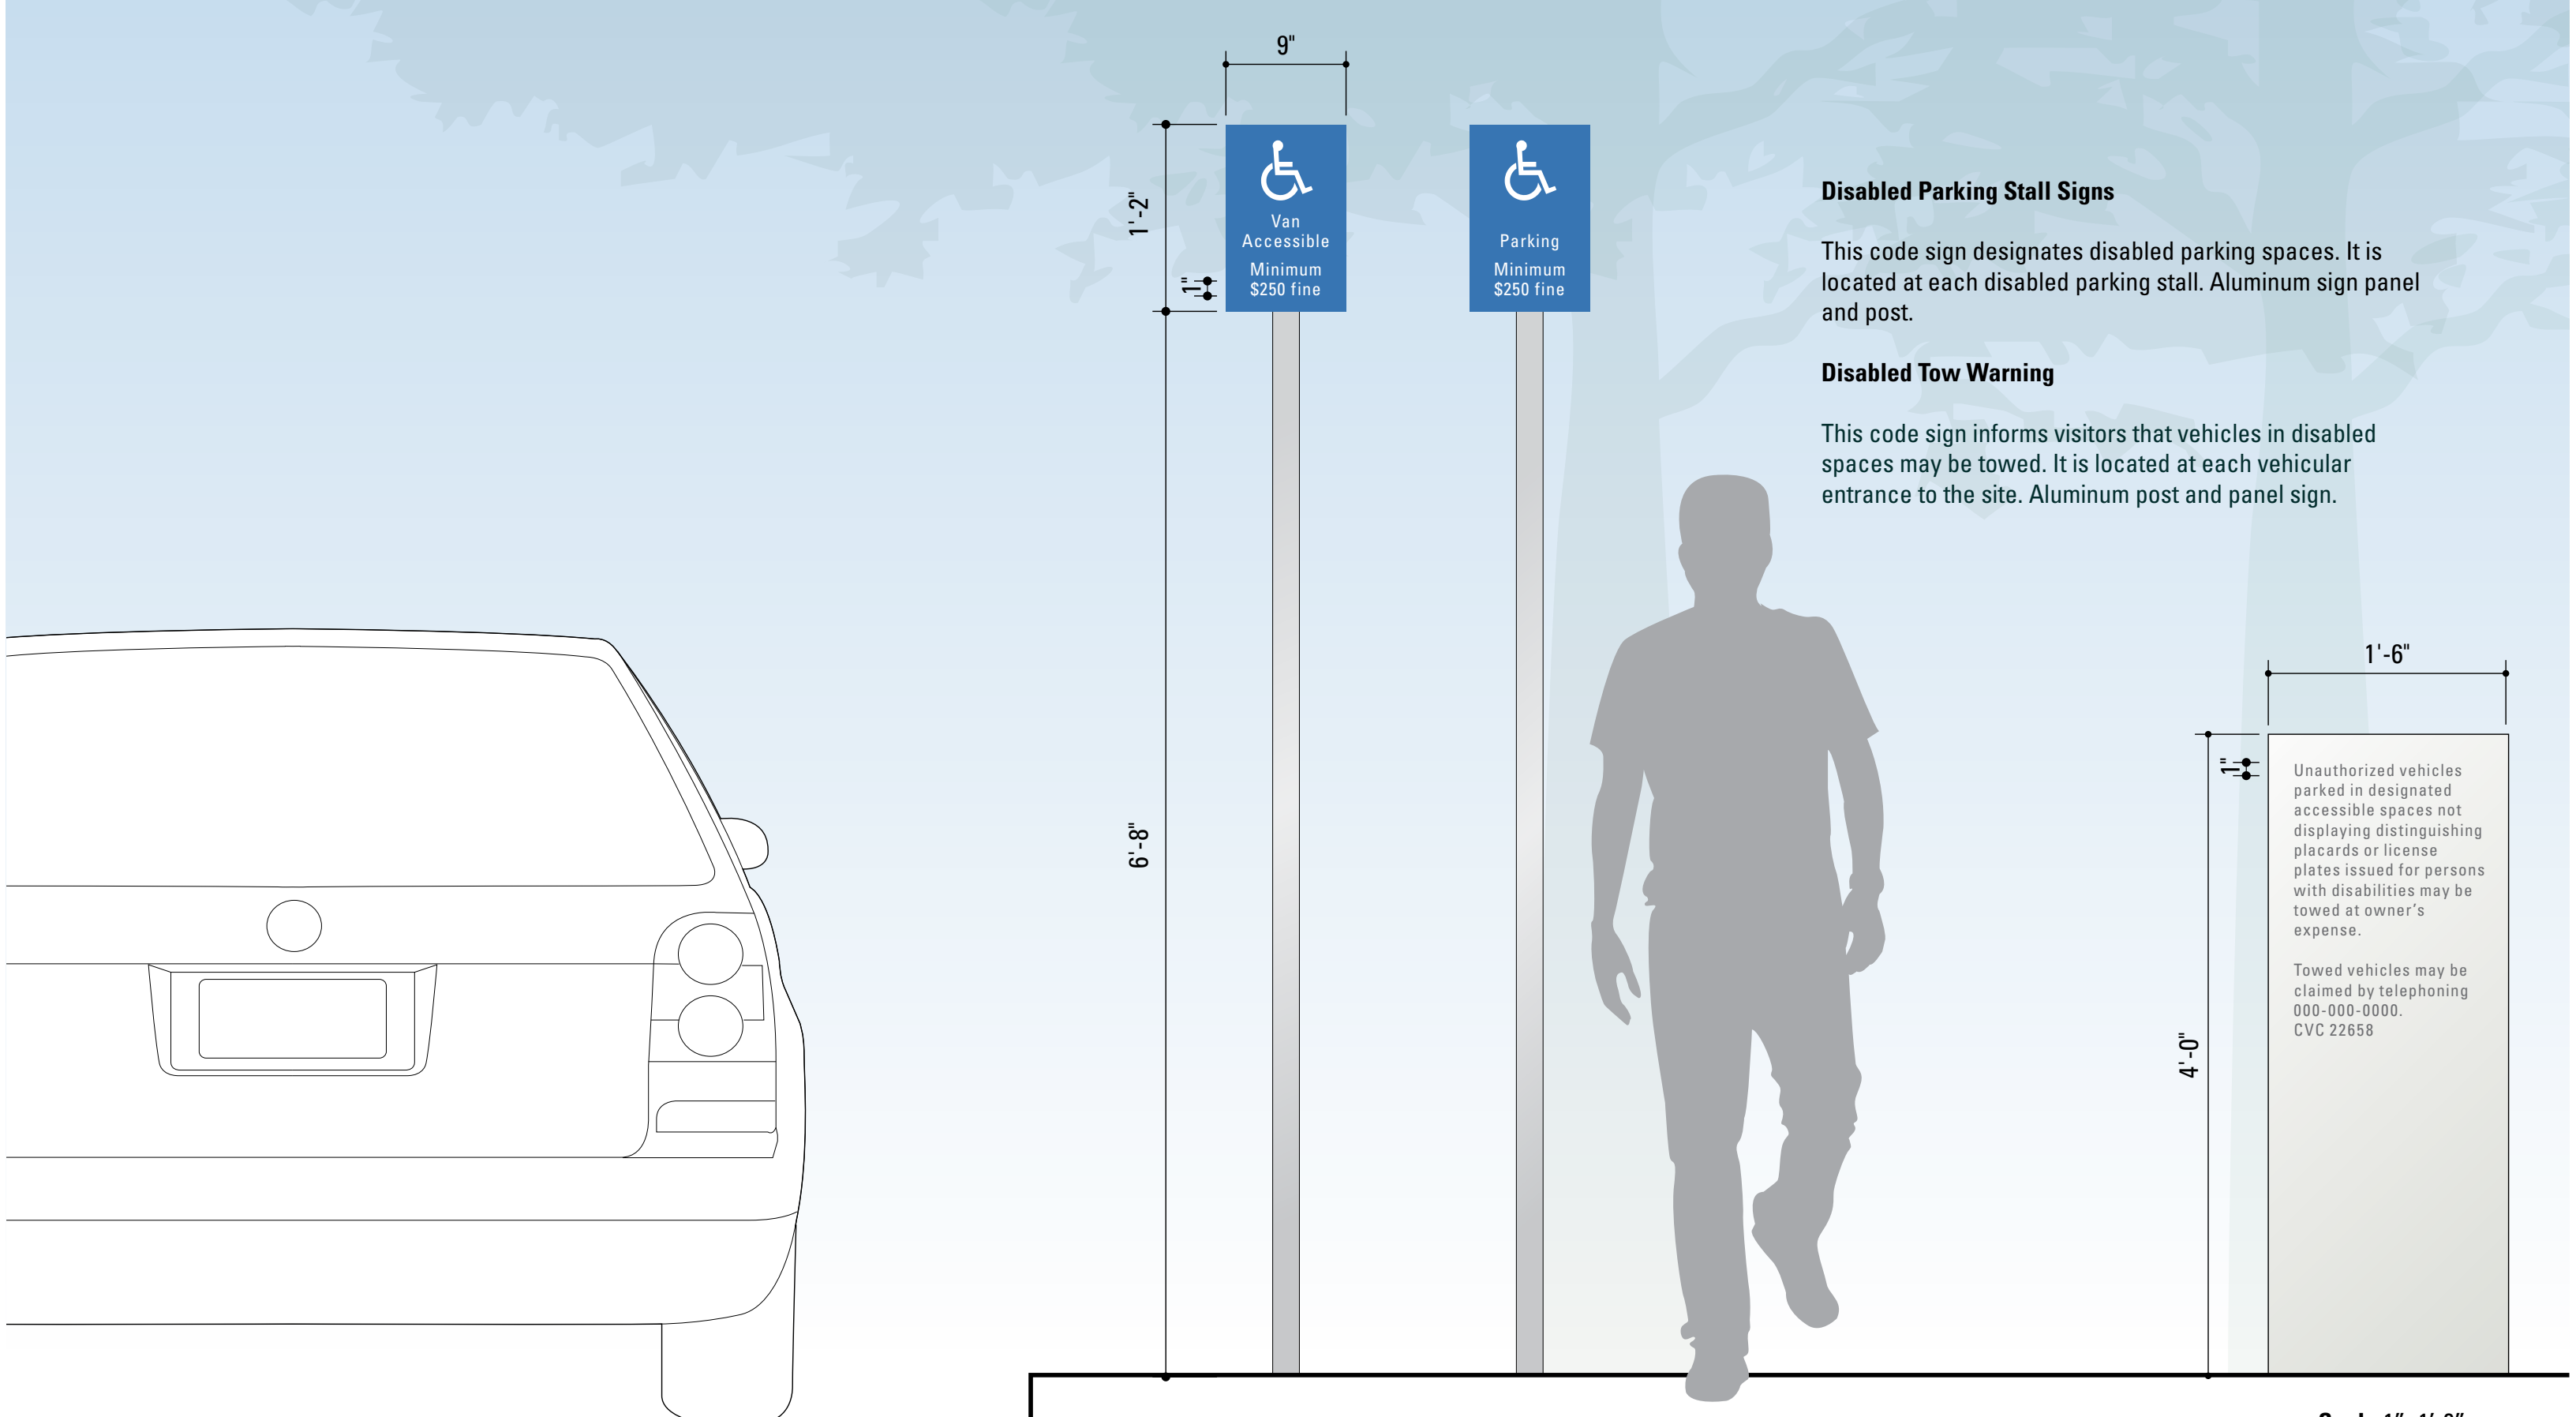 9"
1'-2"
1"
Van
Accessible
Minimum
$250 fine
Parking
Minimum
$250 fine
Disabled Parking Stall Signs
This code sign designates disabled parking spaces. It is
located at each disabled parking stall. Aluminum sign panel
and post.
Disabled Tow Warning
This code sign informs visitors that vehicles in disabled
spaces may be towed. It is located at each vehicular
entrance to the site. Aluminum post and panel sign.
6'-8"
1'-6"
1"
4'-0"
Unauthorized vehicles
parked in designated
accessible spaces not
displaying distinguishing
placards or license
plates issued for persons
with disabilities may be
towed at owner's
expense.
Towed vehicles may be
claimed by telephoning
000-000-0000.
CVC 22658